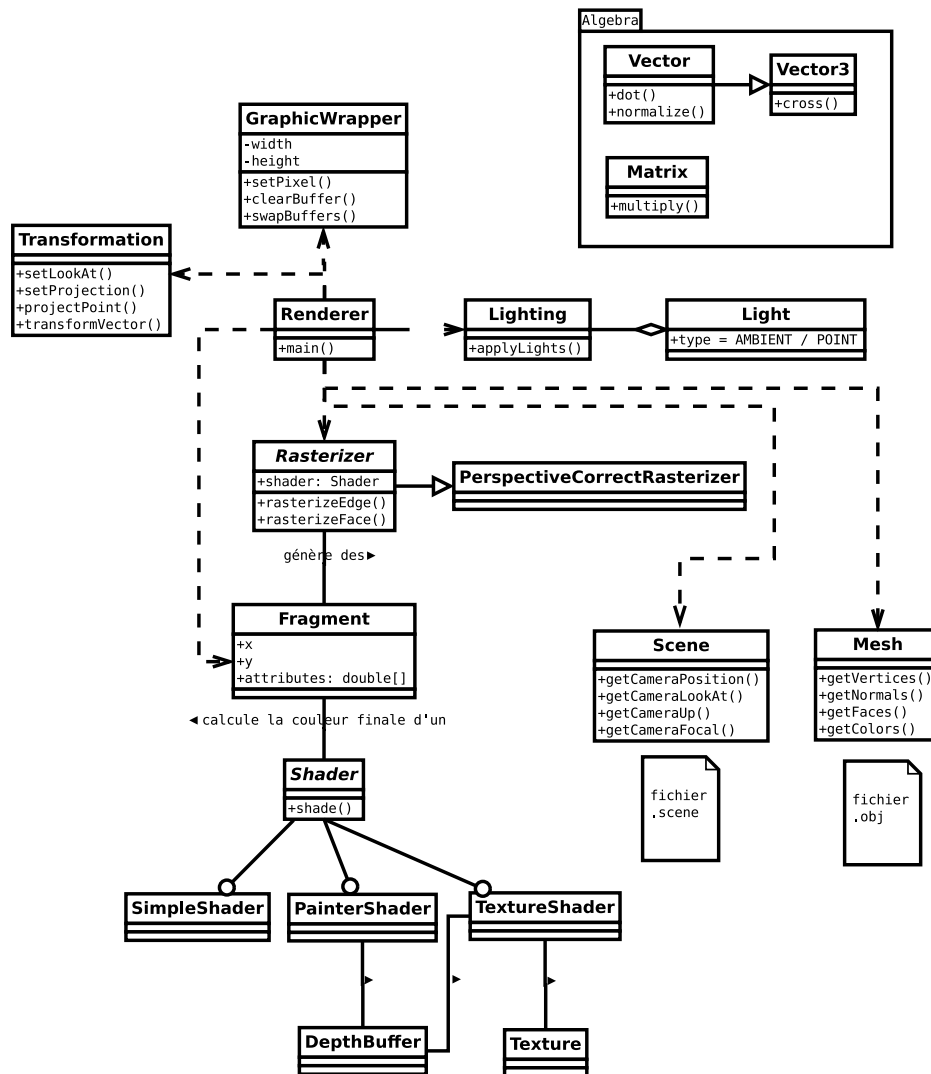 Algebra
Vector
+dot()
+normalize()
Vector3
+cross()
Matrix
+multiply()
GraphicWrapper
-width
-height
+setPixel()
+clearBuffer()
+swapBuffers()
Transformation
+setLookAt()
+setProjection()
+projectPoint()
+transformVector()
Renderer
+main()
Lighting
+applyLights()
Light
+type = AMBIENT / POINT
Rasterizer
+shader: Shader
+rasterizeEdge()
+rasterizeFace()
PerspectiveCorrectRasterizer
génère des ►
Fragment
+x
+y
+attributes: double[]
◄ calcule la couleur finale d'un
Scene
+getCameraPosition()
+getCameraLookAt()
+getCameraUp()
+getCameraFocal()
Mesh
+getVertices()
+getNormals()
+getFaces()
+getColors()
fichier
.scene
fichier
.obj
Shader
+shade()
SimpleShader
PainterShader
TextureShader
DepthBuffer
Texture